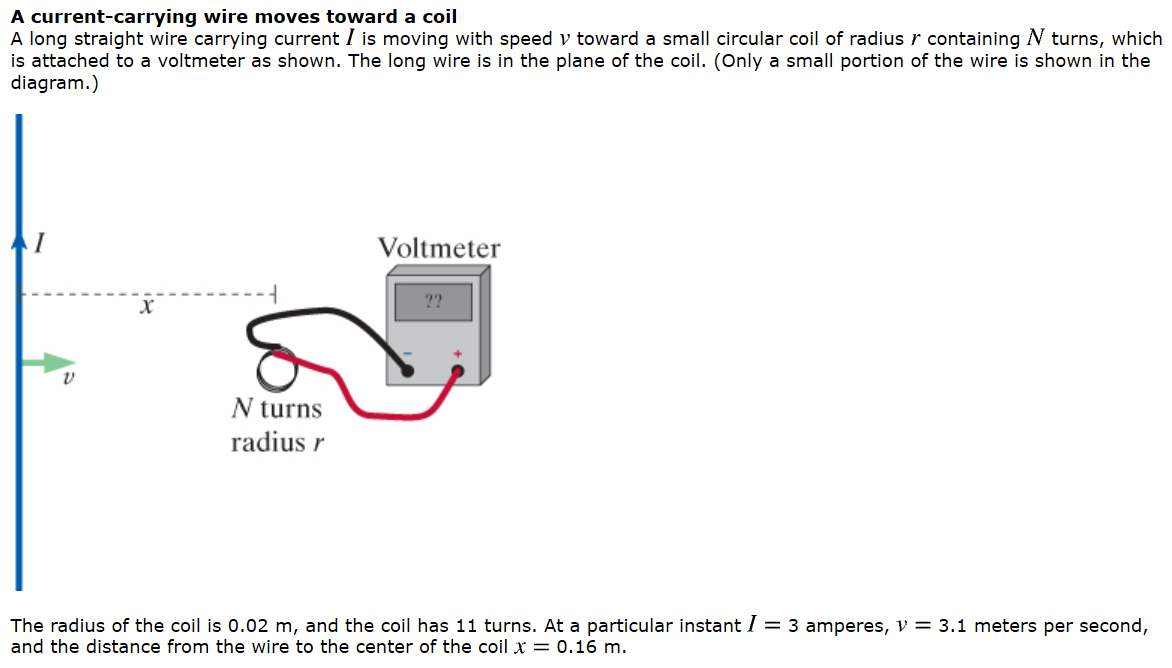 A current-carrying wire moves toward a coil
A long straight wire carrying current I is moving with speed v toward a small circular coil of radius r containing N turns, which
is attached to a voltmeter as shown. The long wire is in the plane of the coil. (Only a small portion of the wire is shown in the
diagram.)
I
Voltmeter
??
x
- +
v
N turns
radius r
The radius of the coil is 0.02 m, and the coil has 11 turns. At a particular instant I = 3 amperes, v = 3.1 meters per second,
and the distance from the wire to the center of the coil x = 0.16 m.